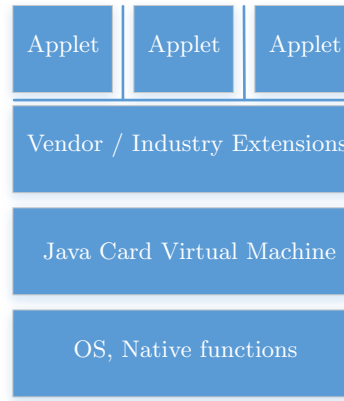 Applet Applet Applet
Vendor / Industry Extensions
Java Card Virtual Machine
OS, Native functions